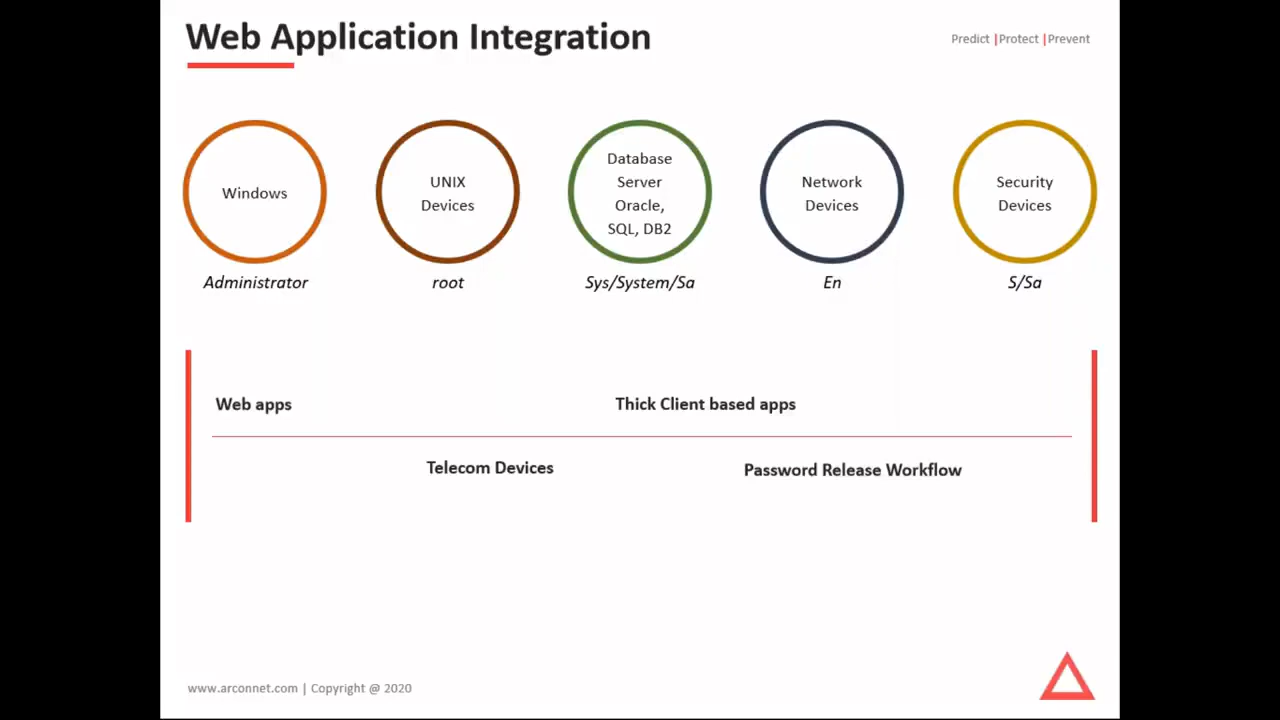 Web Application Integration
Predict |Protect |Prevent
Windows
UNIX
Devices
Database
Server
Oracle,
SQL, DB2
Network
Devices
Security
Devices
Administrator
root
Sys/System/Sa
En
S/Sa
Web apps
Thick Client based apps
Telecom Devices
Password Release Workflow
www.arconnet.com | Copyright @ 2020